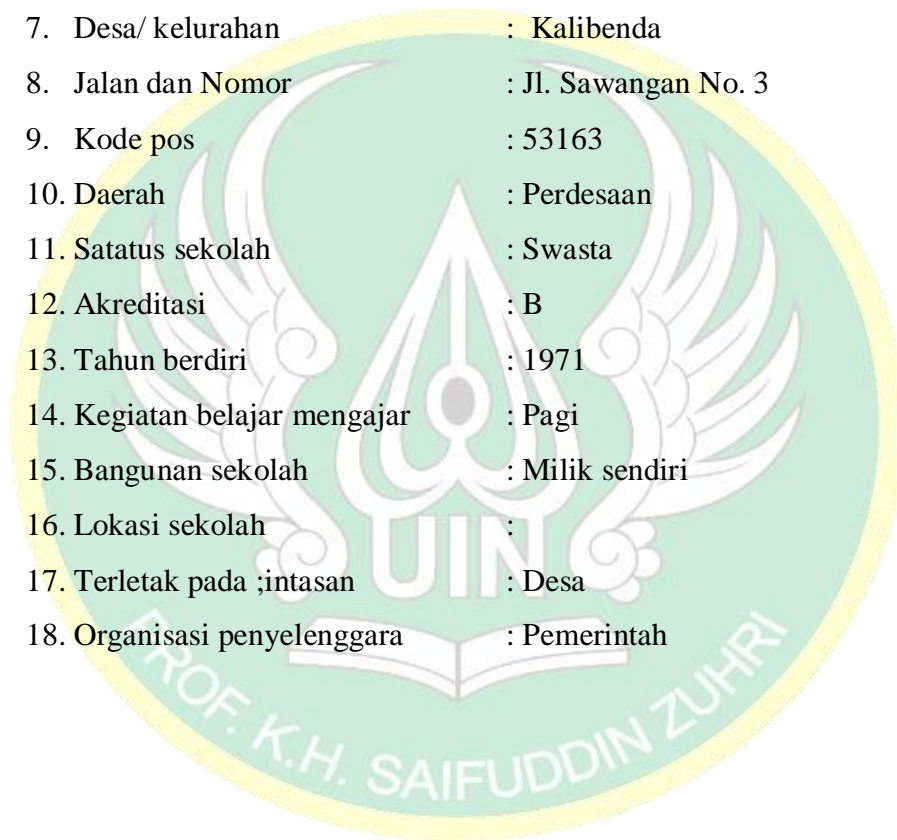 7. Desa/ kelurahan : Kalibenda
8. Jalan dan Nomor : Jl. Sawangan No. 3
9. Kode pos : 53163
10. Daerah : Perdesaan
11. Satatus sekolah : Swasta
12. Akreditasi : B
13. Tahun berdiri : 1971
14. Kegiatan belajar mengajar : Pagi
15. Bangunan sekolah : Milik sendiri
16. Lokasi sekolah :
17. Terletak pada ;intasan : Desa
18. Organisasi penyelenggara : Pemerintah
UIN
PROF. K.H. SAIFUDDIN ZUHRI